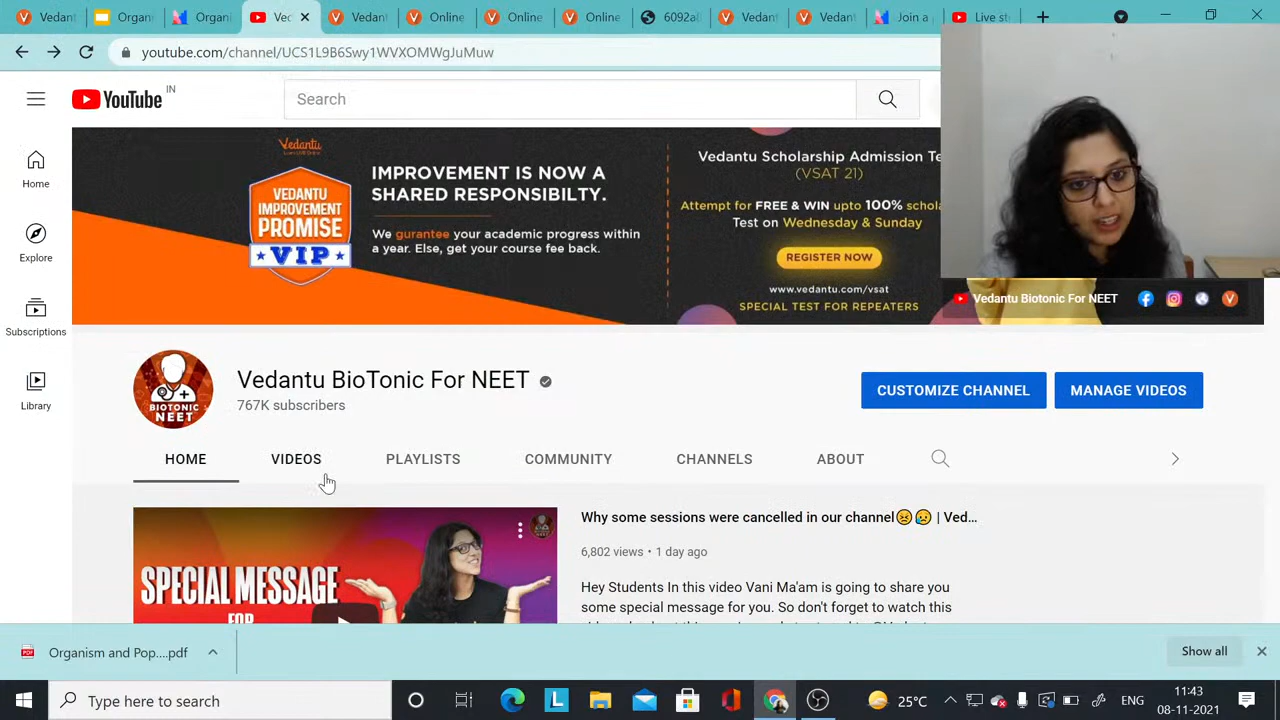 Vedant
Organ
Organ
Vec
Vedant
Online
Online
Online
6092a
Vedant
Vedant
Join a
Live st
youtube.com/channel/UCS1L9B6Swy1WVXOMWgJuMuw
YouTube IN
Search
Home
Explore
Subscriptions
Library
Vedantu
VEDANTU
IMPROVEMENT
PROMISE
VIP
IMPROVEMENT IS NOW A
SHARED RESPONSIBILTY.
We gurantee your academic progress within
a year. Else, get your course fee back.
Vedantu Scholarship Admission Te
(VSAT 21)
Attempt for FREE & WIN upto 100% schola
Test on Wednesday & Sunday
REGISTER NOW
www.vedantu.com/vsat
SPECIAL TEST FOR REPEATERS
Vedantu Biotonic For NEET
BIOTONIC
NEET
Vedantu BioTonic For NEET
767K subscribers
CUSTOMIZE CHANNEL
MANAGE VIDEOS
HOME VIDEOS PLAYLISTS COMMUNITY CHANNELS ABOUT
SPECIAL MESSAGE
FOR
Why some sessions were cancelled in our channel😣😥 | Ved...
6,802 views • 1 day ago
Hey Students In this video Vani Ma'am is going to share you
some special message for you. So don't forget to watch this
Organism and Pop....pdf
Show all
Type here to search
25°C
ENG
11:43
08-11-2021